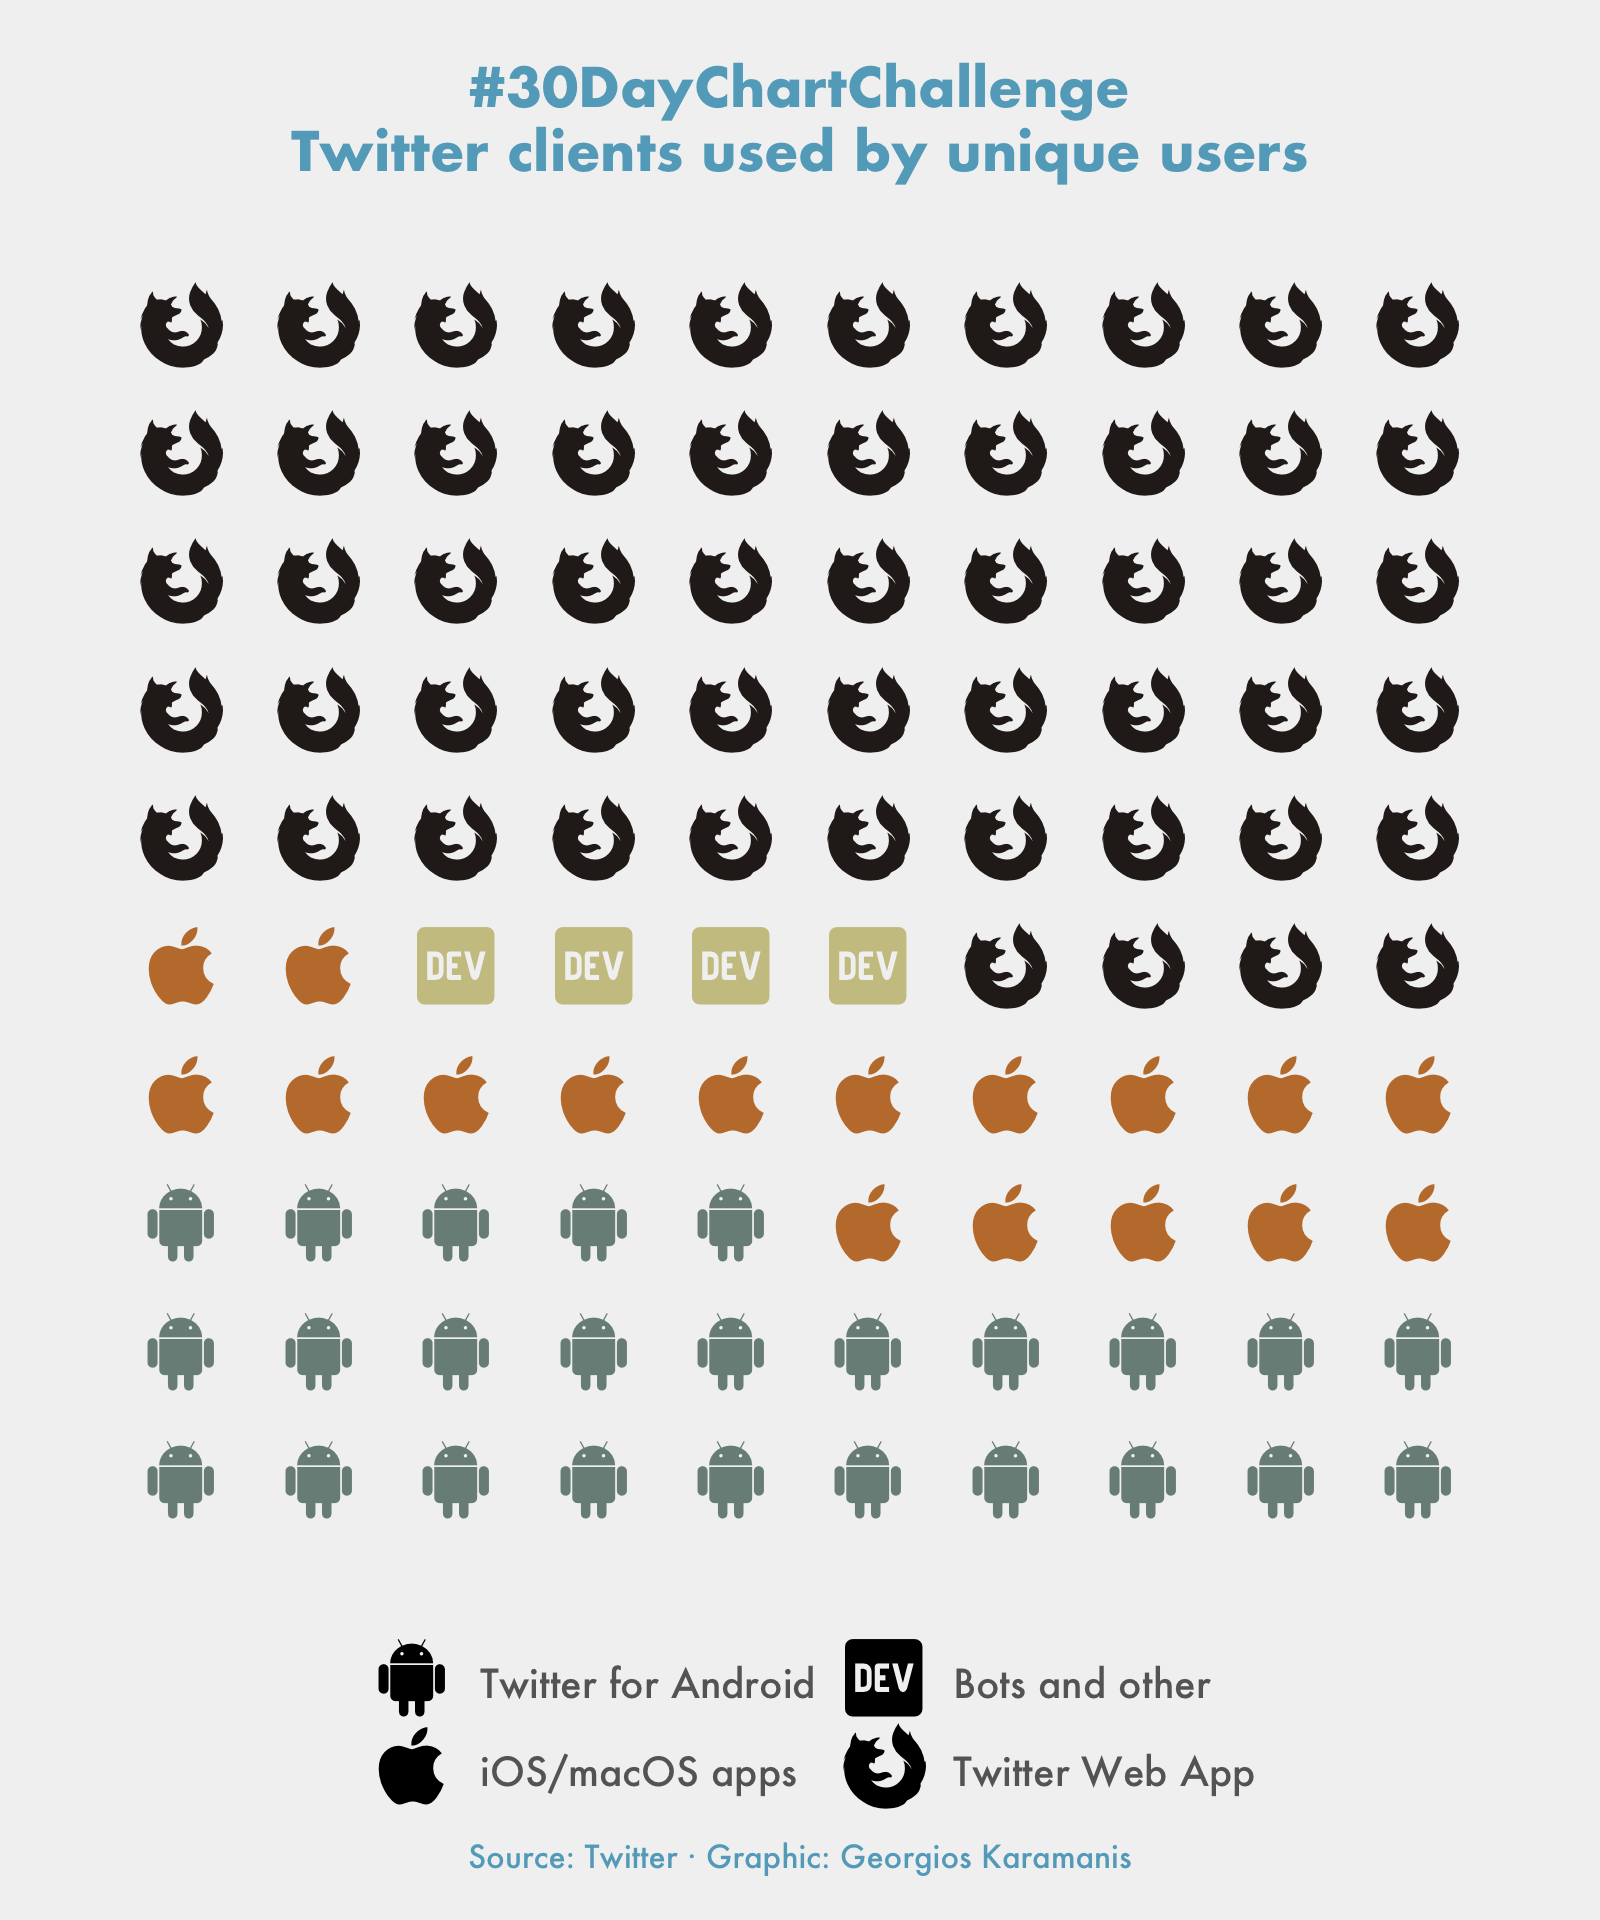 #30DayChartChallenge
Twitter clients used by unique users
DEV DEV DEV DEV
Twitter for Android DEV Bots and other
iOS/macOS apps Twitter Web App
Source: Twitter · Graphic: Georgios Karamanis